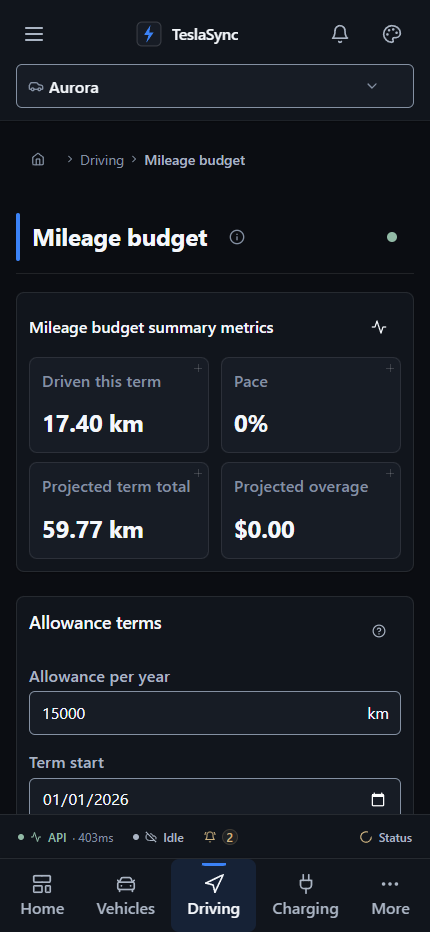 TeslaSync
Aurora
Driving
Mileage budget
Mileage budget
Mileage budget summary metrics
Driven this term
17.40 km
Pace
0%
Projected term total
59.77 km
Projected overage
$0.00
Allowance terms
Allowance per year
15000 km
Term start
01/01/2026
API · 403ms
Idle
2
Status
Home
Vehicles
Driving
Charging
More